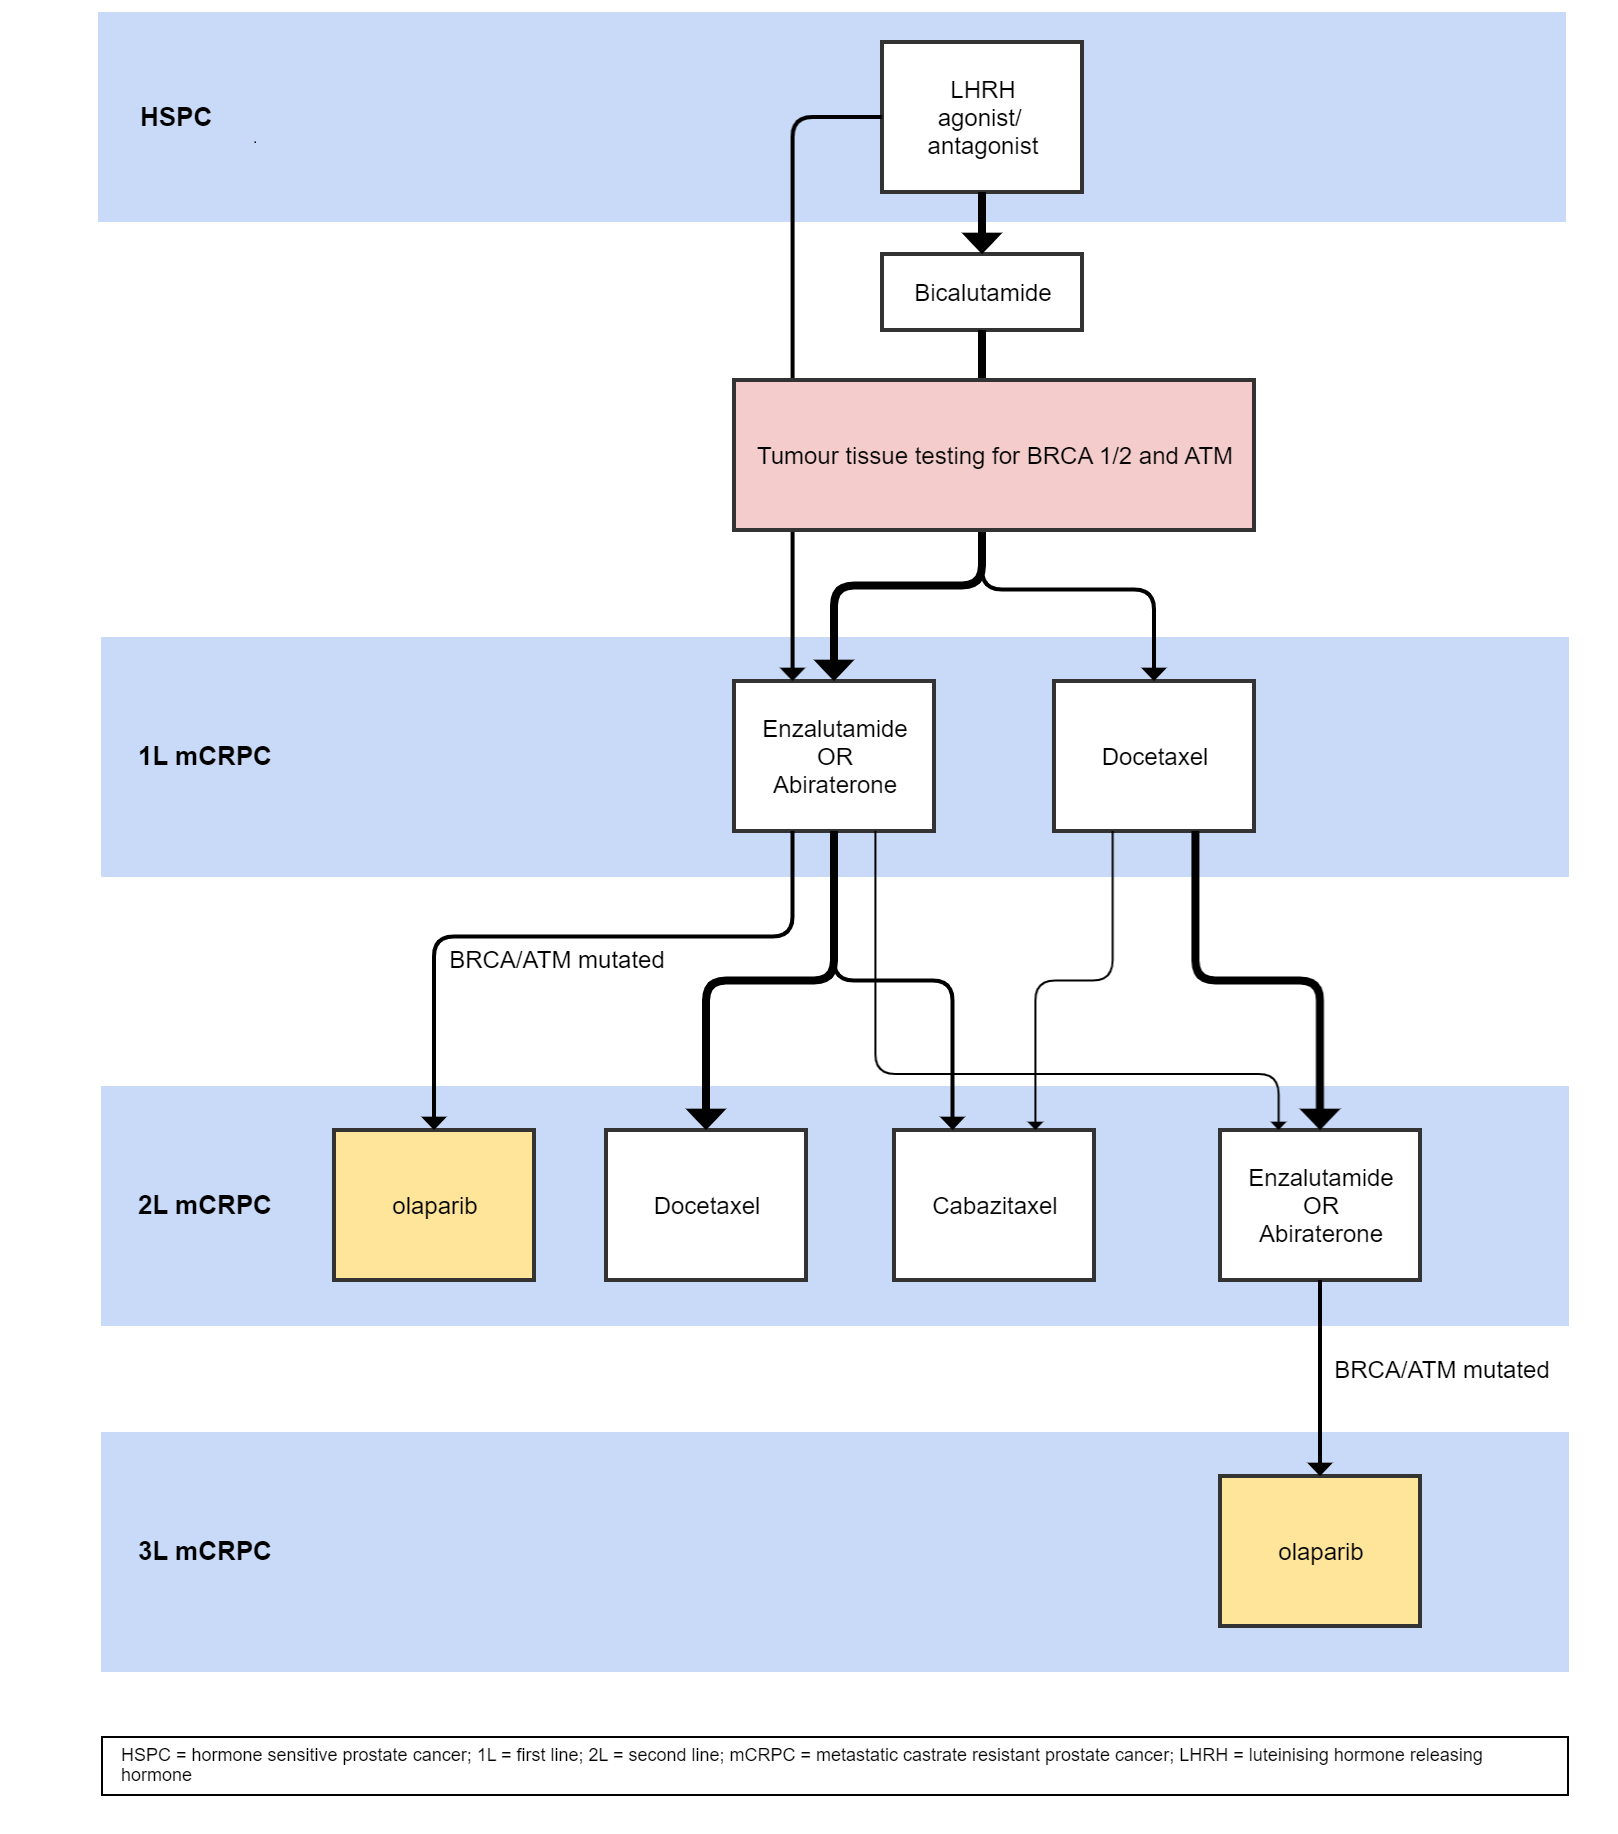 HSPC
LHRH
agonist/
antagonist
.
Bicalutamide
Tumour tissue testing for BRCA 1/2 and ATM
1L mCRPC
Enzalutamide
OR
Abiraterone
Docetaxel
BRCA/ATM mutated
2L mCRPC
olaparib
Docetaxel
Cabazitaxel
Enzalutamide
OR
Abiraterone
BRCA/ATM mutated
3L mCRPC
olaparib
HSPC = hormone sensitive prostate cancer; 1L = first line; 2L = second line; mCRPC = metastatic castrate resistant prostate cancer; LHRH = luteinising hormone releasing
hormone